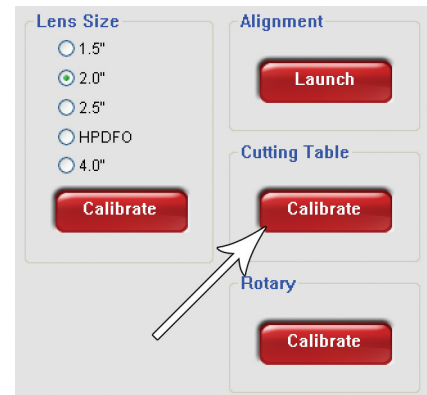 Lens Size
1.5"
2.0"
2.5"
HPDFO
4.0"
Calibrate
Alignment
Launch
Cutting Table
Calibrate
Rotary
Calibrate